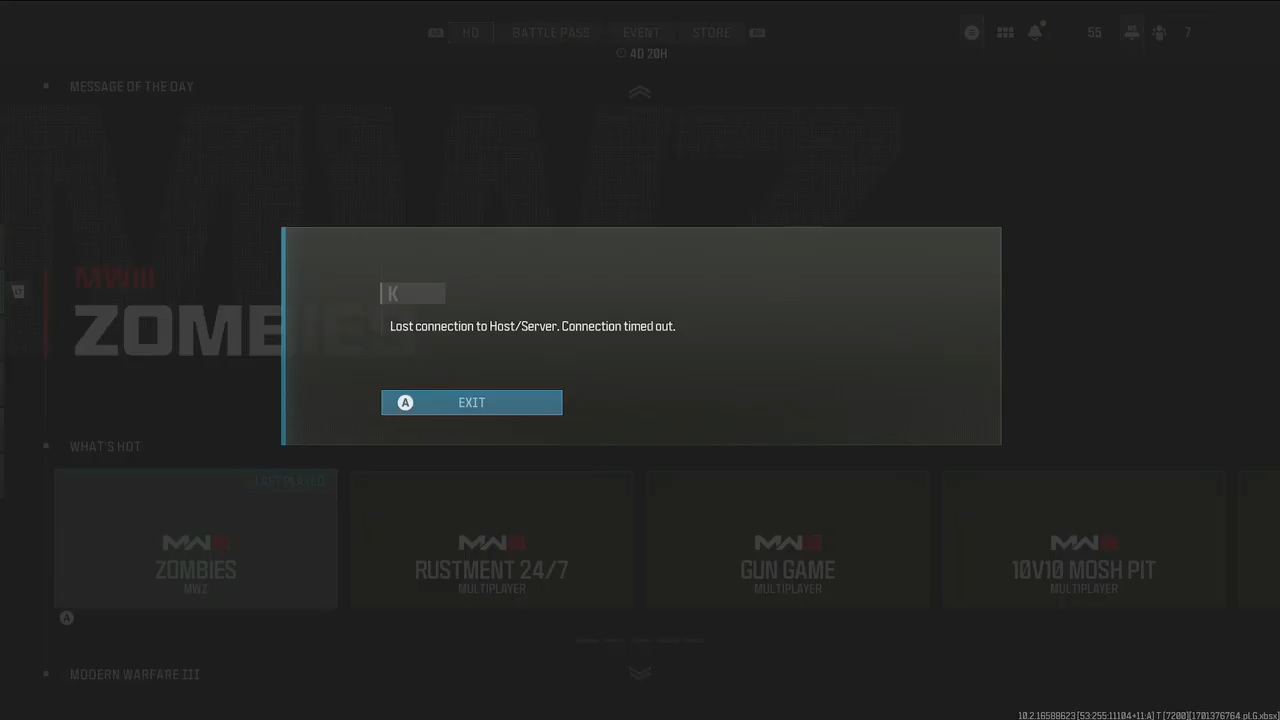 HQ BATTLE PASS EVENT STORE 55 7
4D 20H
MESSAGE OF THE DAY
MWIII
ZOMBIES
K
Lost connection to Host/Server. Connection timed out.
A EXIT
WHAT'S HOT
LAST PLAYED
ZOMBIES
MWZ
RUSTMENT 24/7
MULTIPLAYER
GUN GAME
MULTIPLAYER
10V10 MOSH PIT
MULTIPLAYER
A
MODERN WARFARE III